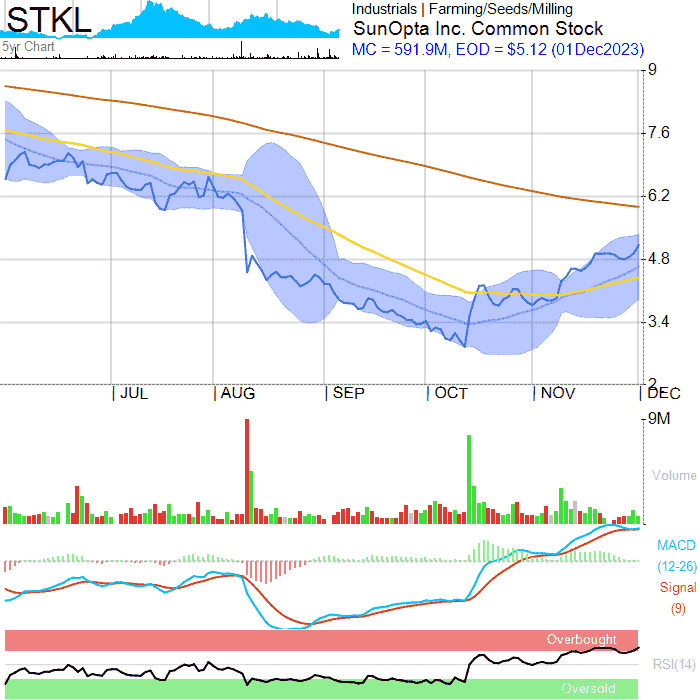 STKL
5yr Chart
Industrials | Farming/Seeds/Milling
SunOpta Inc. Common Stock
MC = 591.9M, EOD = $5.12 (01Dec2023)
9
7.6
6.2
4.8
3.4
2
JUL
AUG
SEP
OCT
NOV
DEC
9M
Volume
MACD
(12-26)
Signal
(9)
Overbought
RSI(14)
Oversold